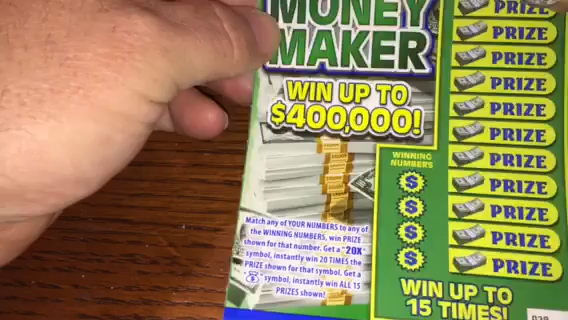 MONEY
MAKER
WIN UP TO
$400,000!
Match any of YOUR NUMBERS to any of
the WINNING NUMBERS, win PRIZE
shown for that number. Get a "20X"
symbol, instantly win 20 TIMES the
PRIZE shown for that symbol. Get a
"$" symbol, instantly win ALL 15
PRIZES shown!
WINNING
NUMBERS
$
$
$
$
PRIZE
PRIZE
PRIZE
PRIZE
PRIZE
PRIZE
PRIZE
PRIZE
PRIZE
PRIZE
PRIZE
WIN UP TO
15 TIMES!